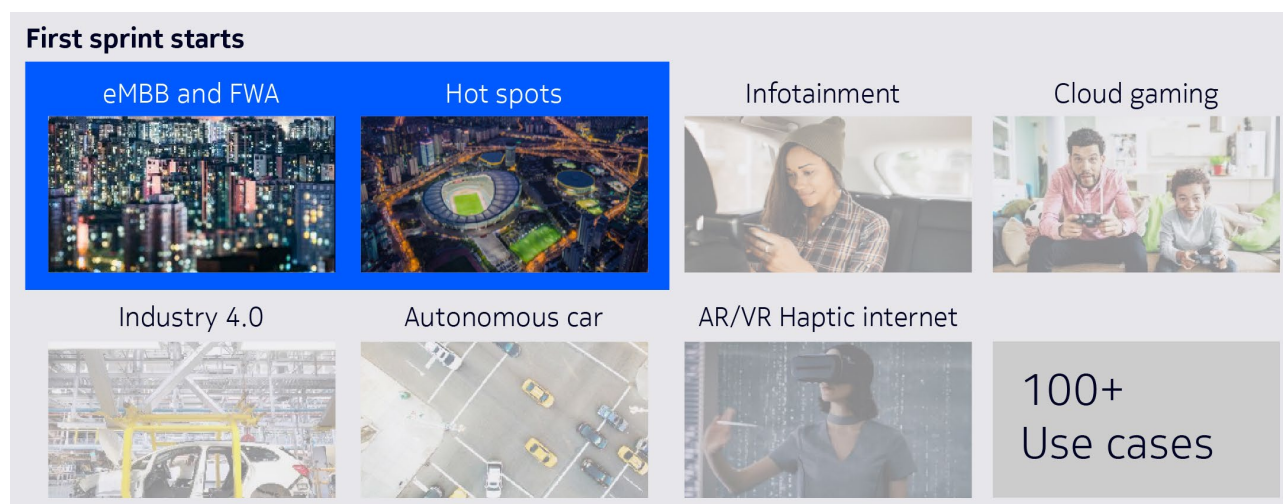 First sprint starts
eMBB and FWA
Hot spots
Infotainment
Cloud gaming
Industry 4.0
Autonomous car
AR/VR Haptic internet
100+
Use cases